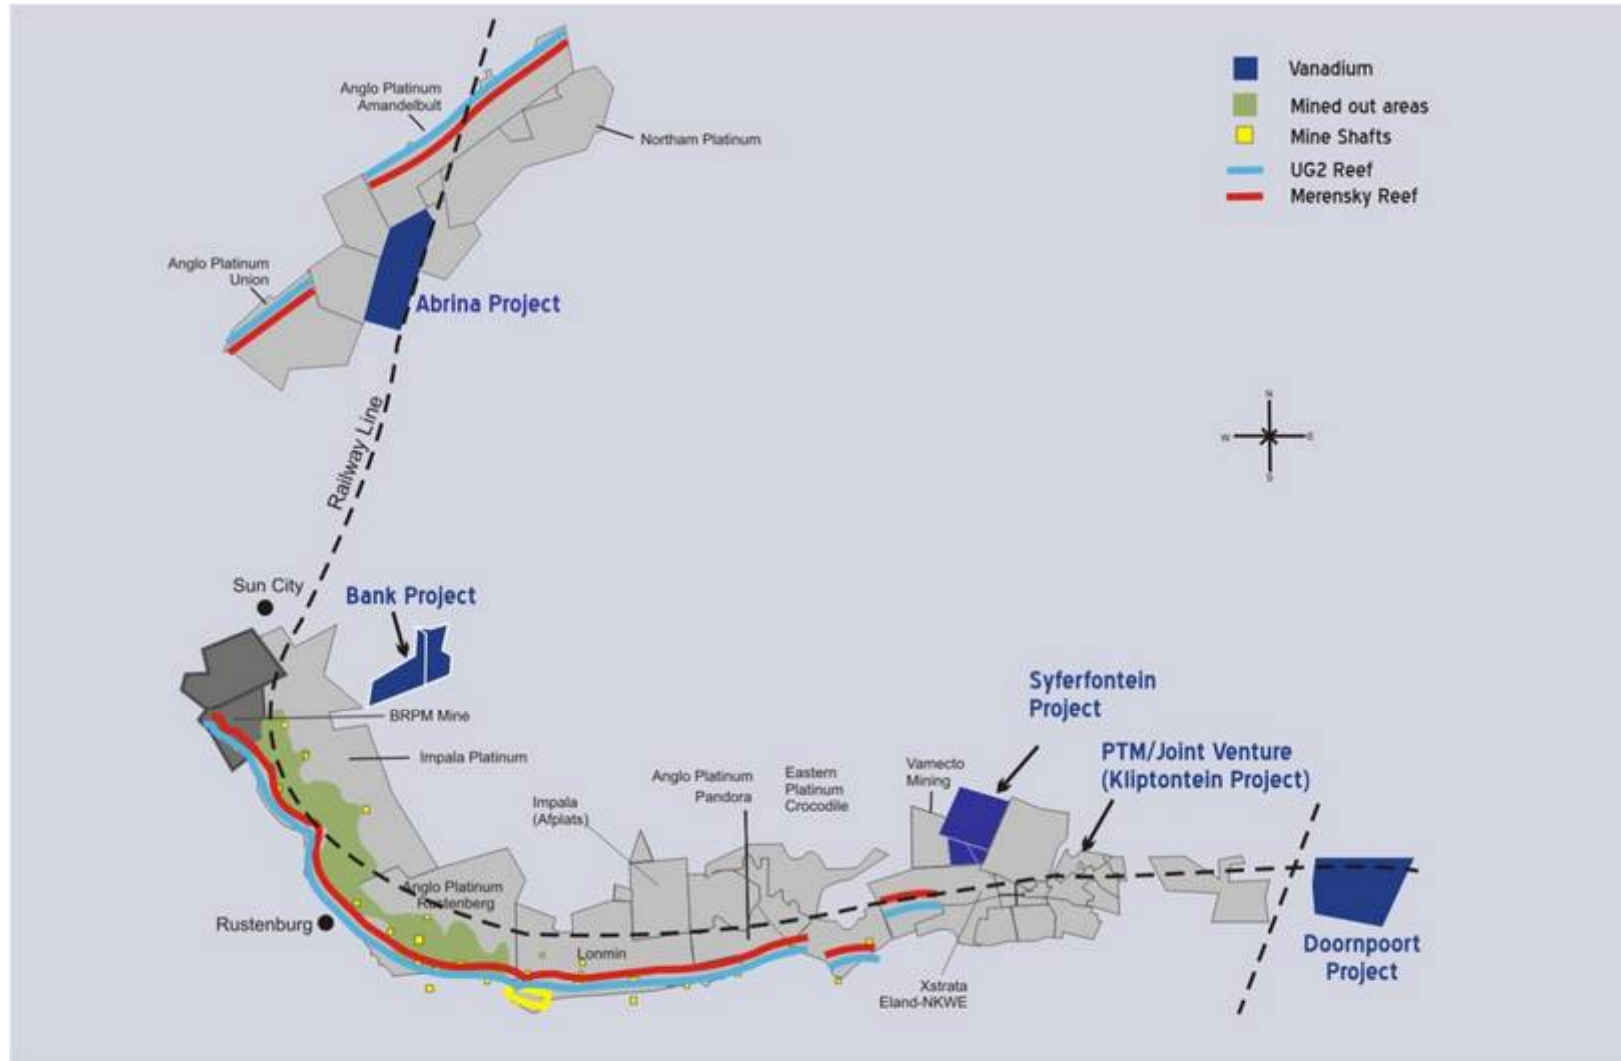 Vanadium
Mined out areas
Mine Shafts
UG2 Reef
Merensky Reef
Anglo Platinum
Amandelbult
Northam Platinum
Anglo Platinum
Union
Abrina Project
Railway Line
N
W
E
S
Sun City
Bank Project
BRPM Mine
Impala Platinum
Syferfontein
Project
PTM/Joint Venture
(Kliptontein Project)
Vamecto
Mining
Anglo Platinum
Pandora
Eastern
Platinum
Crocodile
Impala
(Afplats)
Anglo Platinum
Rustenberg
Rustenburg
Lonmin
Xstrata
Eland-NKWE
Doornpoort
Project